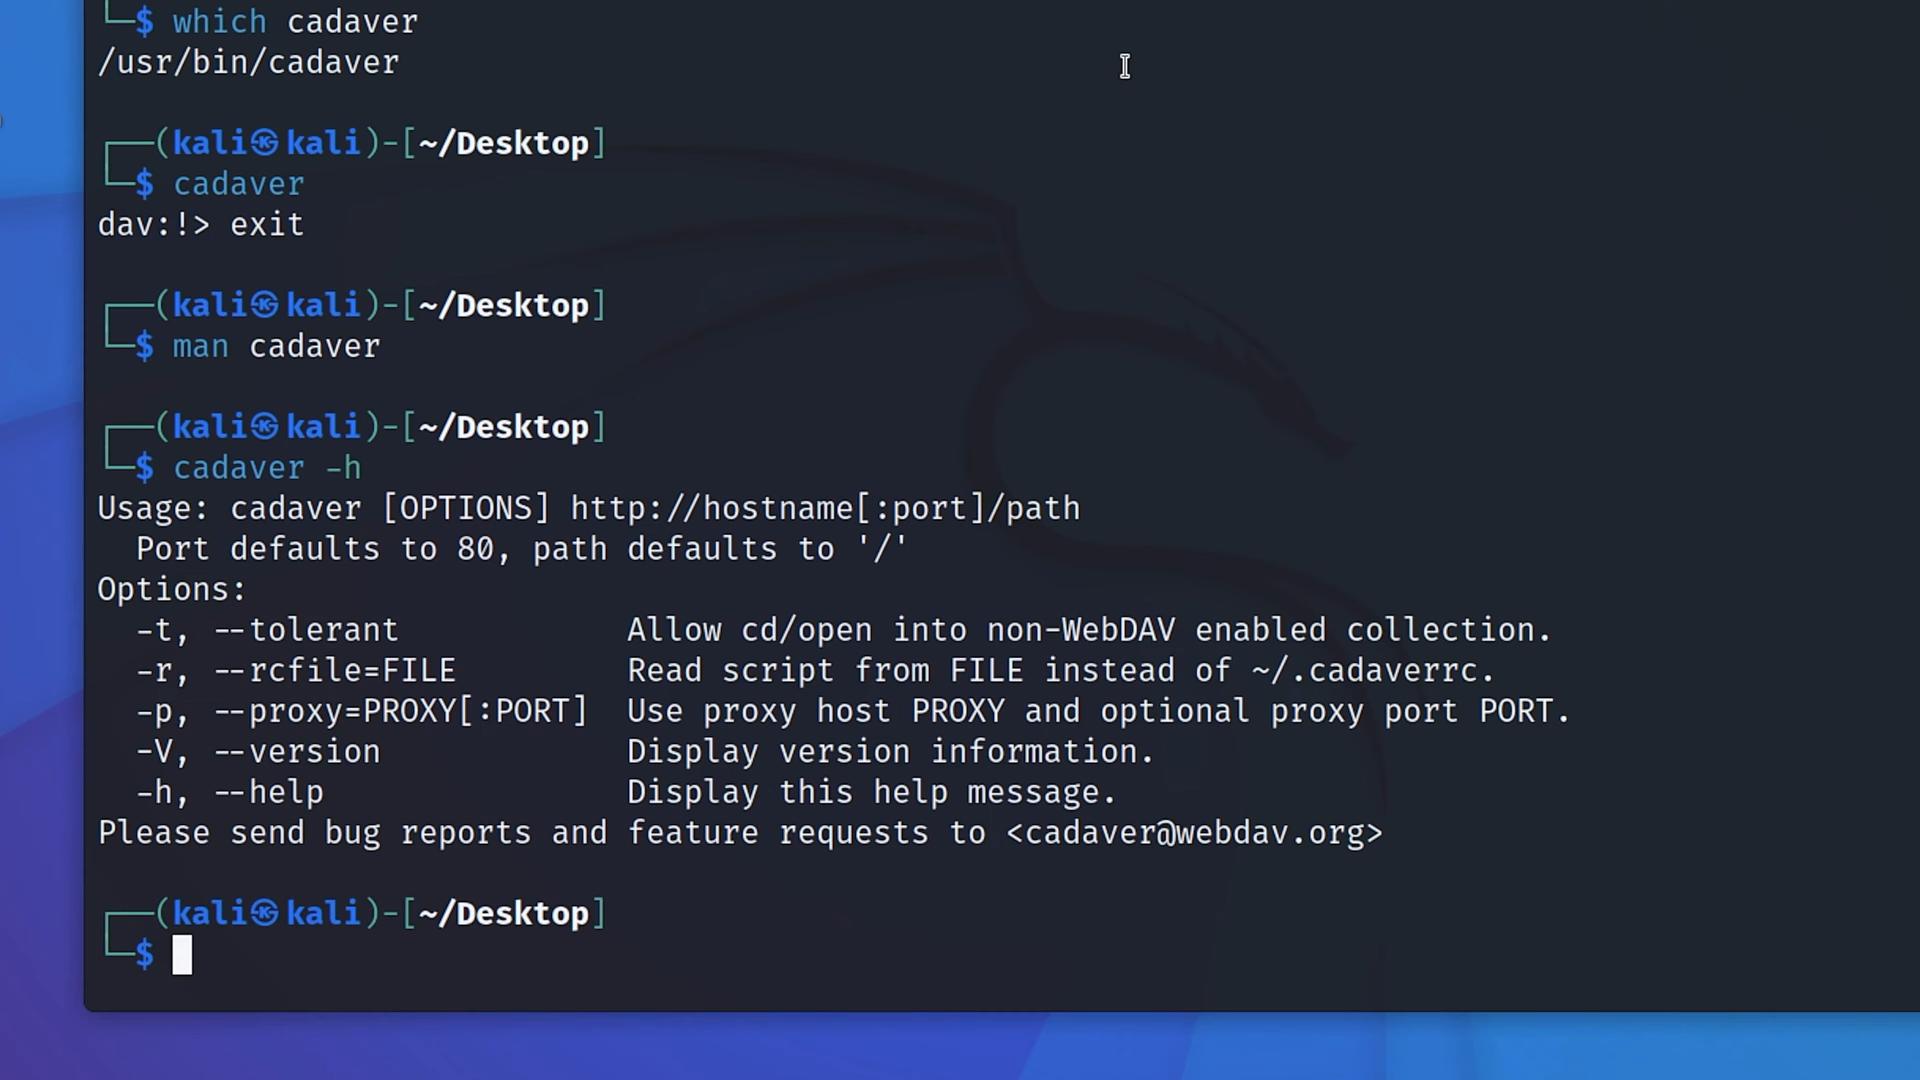 └─$ which cadaver
/usr/bin/cadaver
┌──(kali㉿kali)-[~/Desktop]
└─$ cadaver
dav:!> exit
┌──(kali㉿kali)-[~/Desktop]
└─$ man cadaver
┌──(kali㉿kali)-[~/Desktop]
└─$ cadaver -h
Usage: cadaver [OPTIONS] http://hostname[:port]/path
  Port defaults to 80, path defaults to '/'
Options:
  -t, --tolerant            Allow cd/open into non-WebDAV enabled collection.
  -r, --rcfile=FILE         Read script from FILE instead of ~/.cadaverrc.
  -p, --proxy=PROXY[:PORT]  Use proxy host PROXY and optional proxy port PORT.
  -V, --version             Display version information.
  -h, --help                Display this help message.
Please send bug reports and feature requests to <cadaver@webdav.org>
┌──(kali㉿kali)-[~/Desktop]
└─$